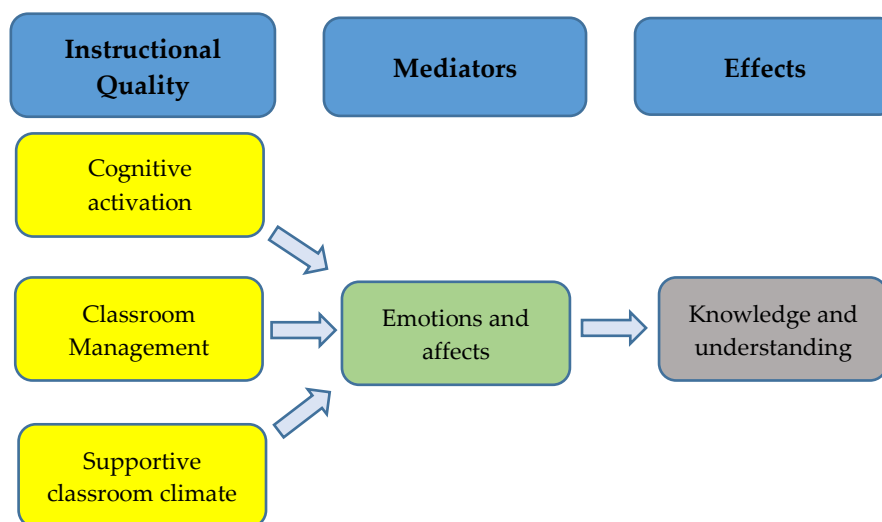 Instructional
Quality
Mediators
Effects
Cognitive
activation
Classroom
Management
Supportive
classroom climate
Emotions and
affects
Knowledge and
understanding